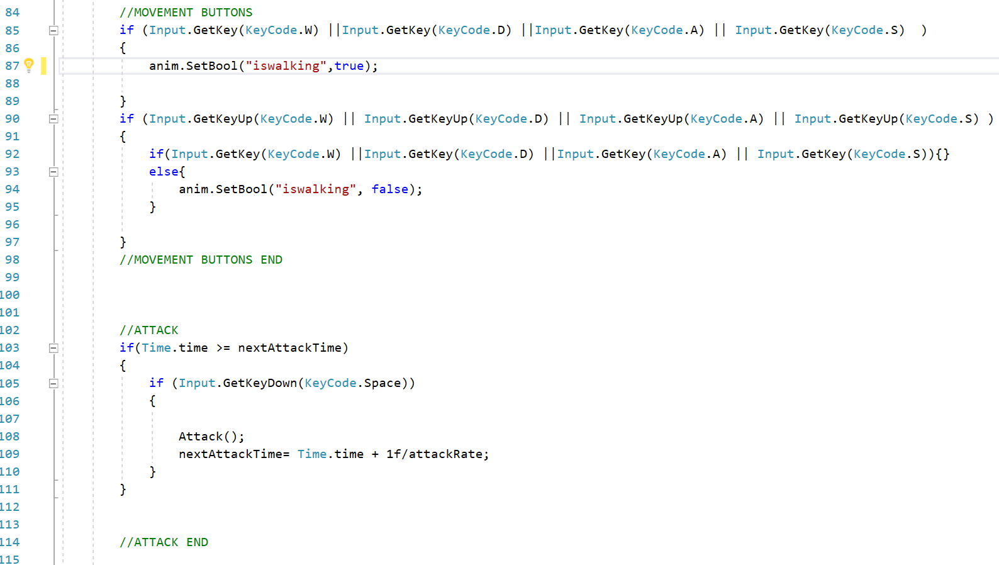 84 //MOVEMENT BUTTONS
85 if (Input.GetKey(KeyCode.W) ||Input.GetKey(KeyCode.D) ||Input.GetKey(KeyCode.A) || Input.GetKey(KeyCode.S)  )
86 {
87 anim.SetBool("iswalking",true);
88
89 }
90 if (Input.GetKeyUp(KeyCode.W) || Input.GetKeyUp(KeyCode.D) || Input.GetKeyUp(KeyCode.A) || Input.GetKeyUp(KeyCode.S) )
91 {
92 if(Input.GetKey(KeyCode.W) ||Input.GetKey(KeyCode.D) ||Input.GetKey(KeyCode.A) || Input.GetKey(KeyCode.S)){}
93 else{
94 anim.SetBool("iswalking", false);
95 }
96
97 }
98 //MOVEMENT BUTTONS END
99
100
101
102 //ATTACK
103 if(Time.time >= nextAttackTime)
104 {
105 if (Input.GetKeyDown(KeyCode.Space))
106 {
107
108 Attack();
109 nextAttackTime= Time.time + 1f/attackRate;
110 }
111 }
112
113
114 //ATTACK END
115